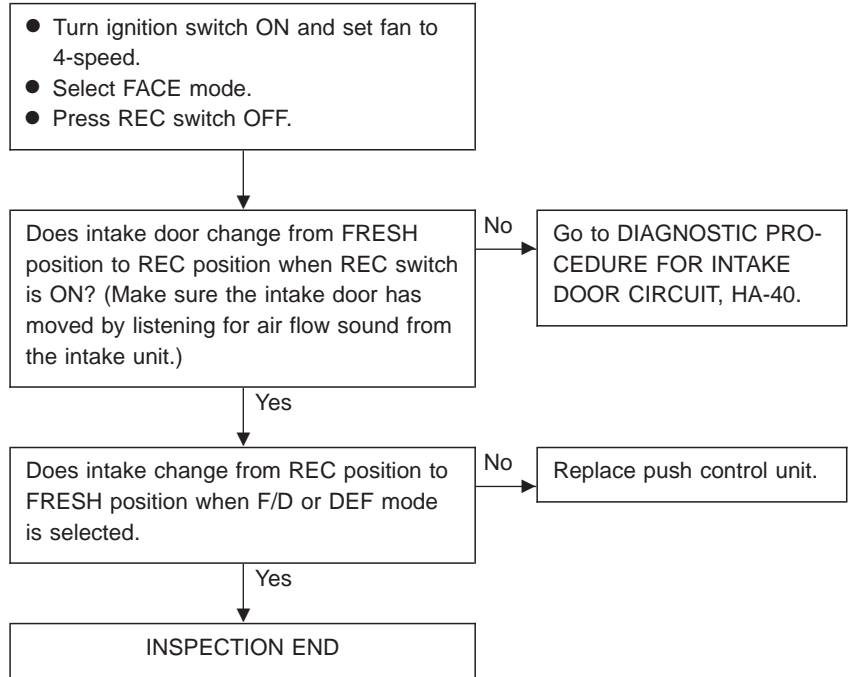 ● Turn ignition switch ON and set fan to
4-speed.
● Select FACE mode.
● Press REC switch OFF.
Does intake door change from FRESH
position to REC position when REC switch
is ON? (Make sure the intake door has
moved by listening for air flow sound from
the intake unit.)
No
Go to DIAGNOSTIC PRO-
CEDURE FOR INTAKE
DOOR CIRCUIT, HA-40.
Yes
Does intake change from REC position to
FRESH position when F/D or DEF mode
is selected.
No
Replace push control unit.
Yes
INSPECTION END